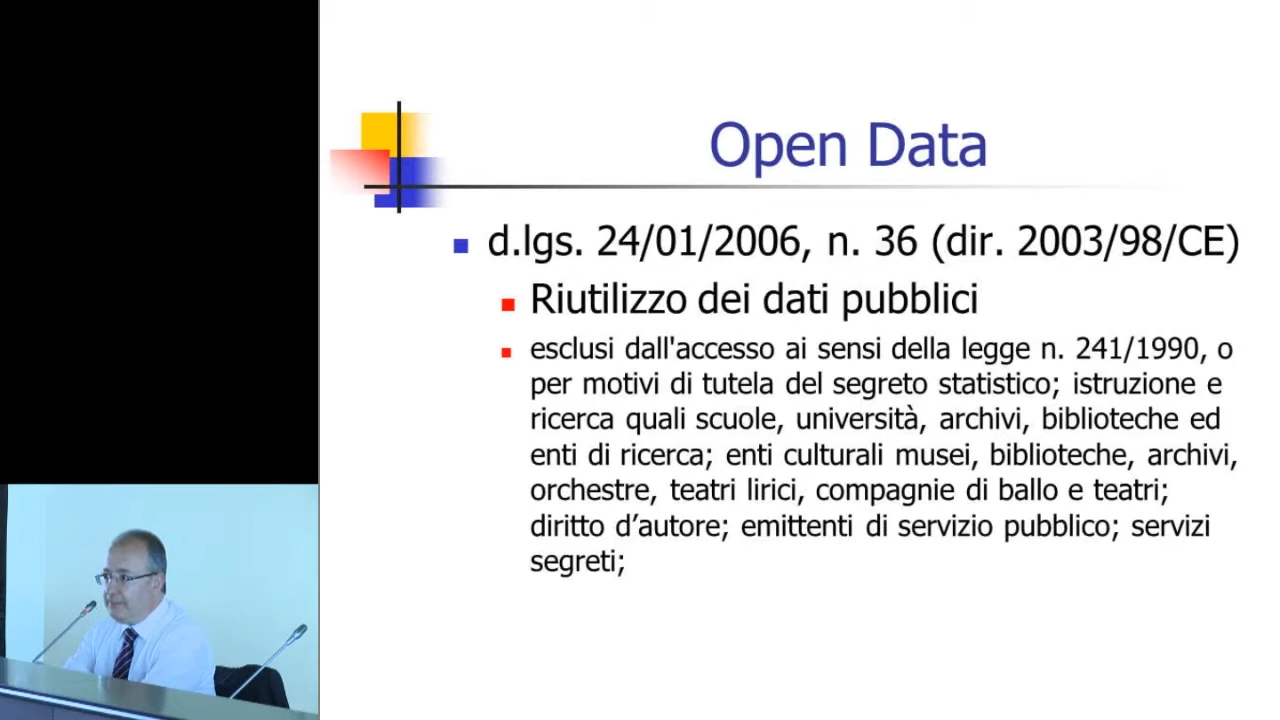 Open Data
d.lgs. 24/01/2006, n. 36 (dir. 2003/98/CE)
Riutilizzo dei dati pubblici
esclusi dall'accesso ai sensi della legge n. 241/1990, o
per motivi di tutela del segreto statistico; istruzione e
ricerca quali scuole, università, archivi, biblioteche ed
enti di ricerca; enti culturali musei, biblioteche, archivi,
orchestre, teatri lirici, compagnie di ballo e teatri;
diritto d’autore; emittenti di servizio pubblico; servizi
segreti;